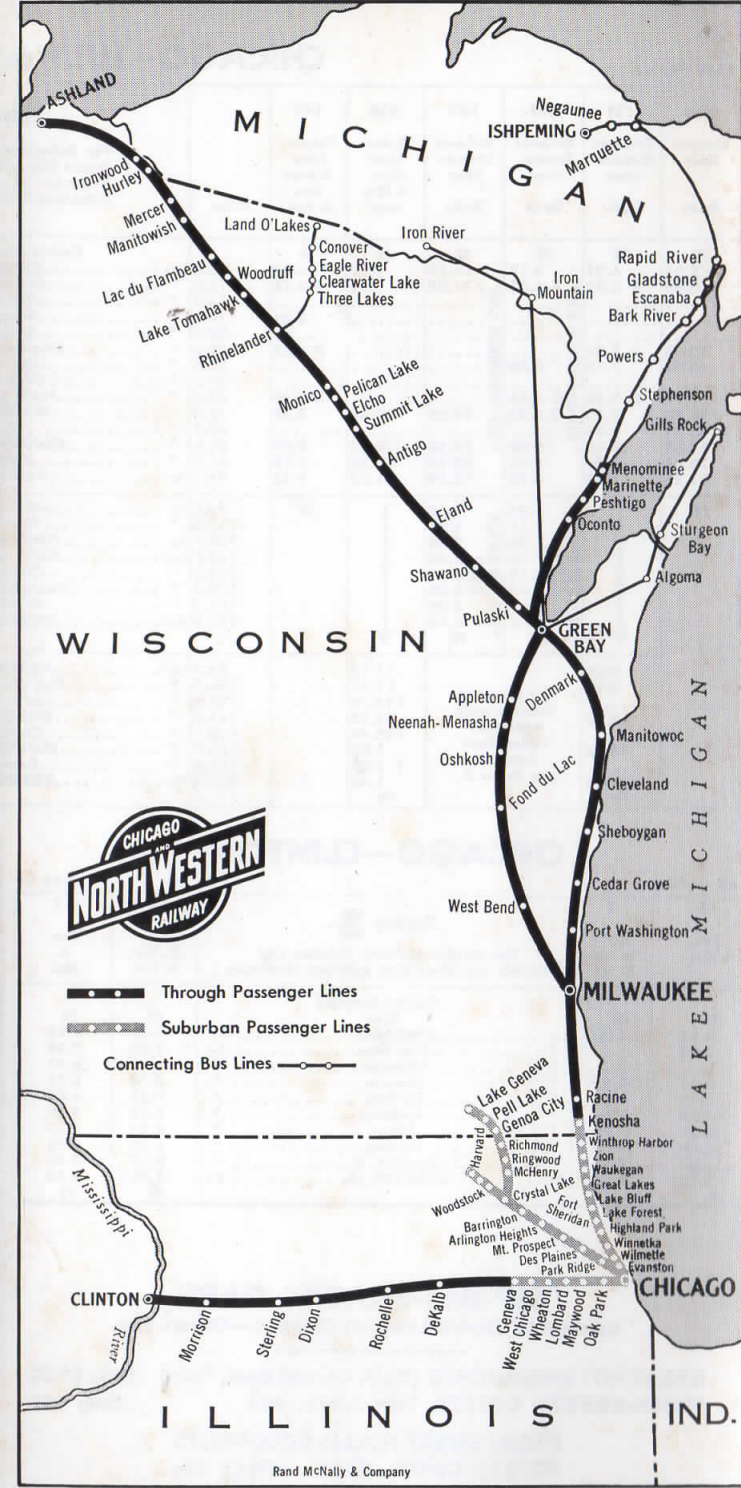 ASHLAND
MICHIGAN
Negaunee
ISHPEMING
Marquette
Ironwood
Hurley
Mercer
Manitowish
Land O'Lakes
Iron River
Conover
Eagle River
Clearwater Lake
Three Lakes
Rapid River
Gladstone
Escanaba
Bark River
Lac du Flambeau
Woodruff
Iron
Mountain
Lake Tomahawk
Rhinelander
Powers
Monico
Pelican Lake
Elcho
Summit Lake
Stephenson
Gills Rock
Antigo
Menominee
Marinette
Peshtigo
Oconto
Eland
Sturgeon
Bay
Shawano
Algoma
Pulaski
WISCONSIN
GREEN
BAY
Denmark
Appleton
Neenah-Menasha
Manitowoc
Oshkosh
Fond du Lac
Cleveland
LAKE MICHIGAN
CHICAGO
AND
NORTH WESTERN
RAILWAY
Sheboygan
Cedar Grove
West Bend
Port Washington
Through Passenger Lines
MILWAUKEE
Suburban Passenger Lines
Connecting Bus Lines
Racine
Kenosha
Lake Geneva
Pell Lake
Genoa City
Winthrop Harbor
Zion
Waukegan
Great Lakes
Lake Bluff
Lake Forest
Highland Park
Winnetka
Wilmette
Evanston
Harvard
Richmond
Ringwood
McHenry
Woodstock
Crystal Lake
Fort
Sheridan
Barrington
Arlington Heights
Mt. Prospect
Des Plaines
Park Ridge
Mississippi
River
CLINTON
CHICAGO
Morrison
Sterling
Dixon
Rochelle
DeKalb
Geneva
West Chicago
Wheaton
Lombard
Maywood
Oak Park
ILLINOIS
IND.
Rand McNally & Company